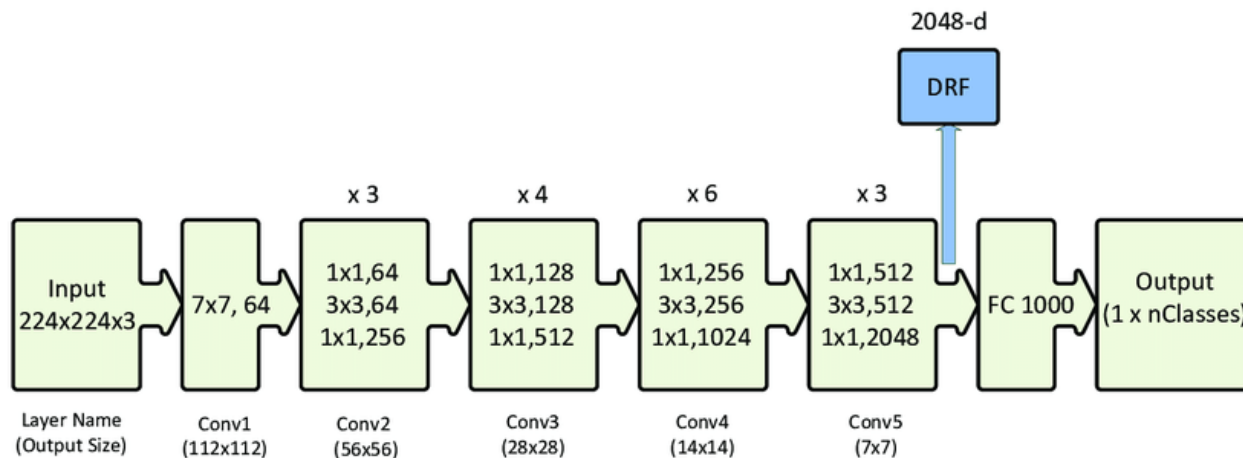 2048-d
DRF
x 3
x 4
x 6
x 3
Input
224x224x3
7x7, 64
1x1,64
3x3,64
1x1,256
1x1,128
3x3,128
1x1,512
1x1,256
3x3,256
1x1,1024
1x1,512
3x3,512
1x1,2048
FC 1000
Output
(1 x nClasses)
Layer Name
(Output Size)
Conv1
(112x112)
Conv2
(56x56)
Conv3
(28x28)
Conv4
(14x14)
Conv5
(7x7)